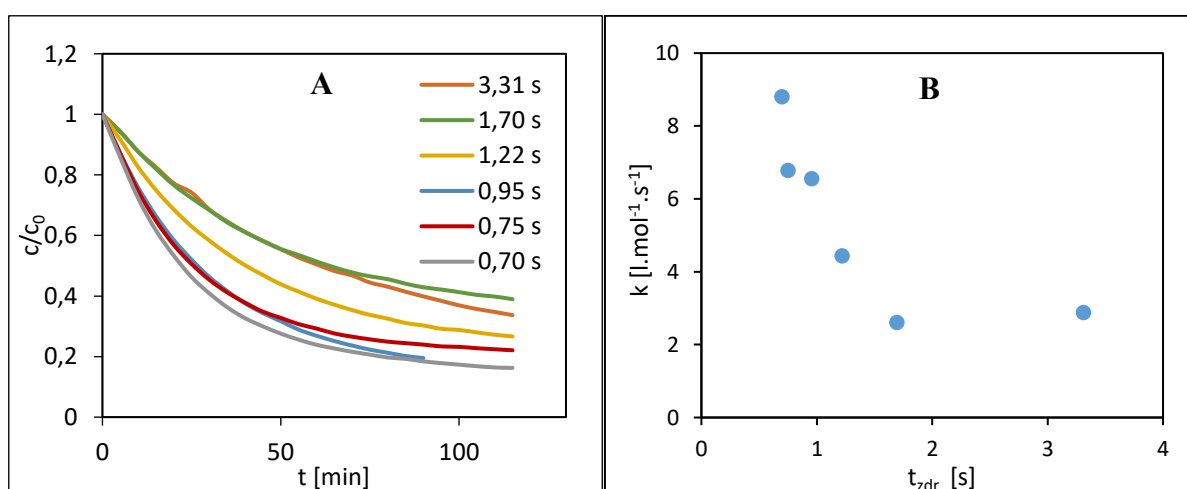 A
3,31 s
1,70 s
1,22 s
0,95 s
0,75 s
0,70 s
1,2
1
0,8
0,6
0,4
0,2
0
c/c₀
0 50 100
t [min]
B
10
8
6
4
2
0
k [l.mol⁻¹.s⁻¹]
0 1 2 3 4
t_zdr. [s]